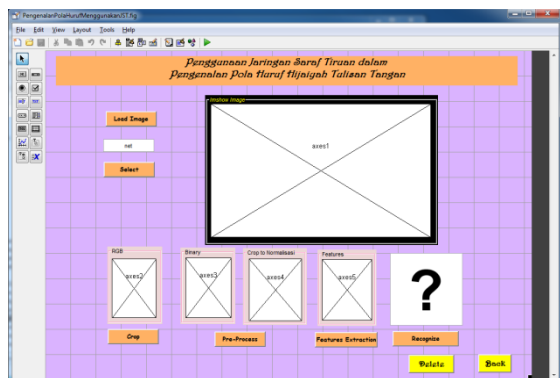 PengenalanPolaHurufMenggunakanJST.fig
File Edit View Layout Tools Help
Penggunaan Jaringan Saraf Tiruan dalam
Pengenalan Pola Huruf Hijaiyah Tulisan Tangan
Imshow Image
Load Image
axes1
net
Select
RGB
Binary
Crop to Normalisasi
Features
axes2
axes3
axes4
axes5
?
Crop
Pre-Process
Features Extraction
Recognize
Delete
Back